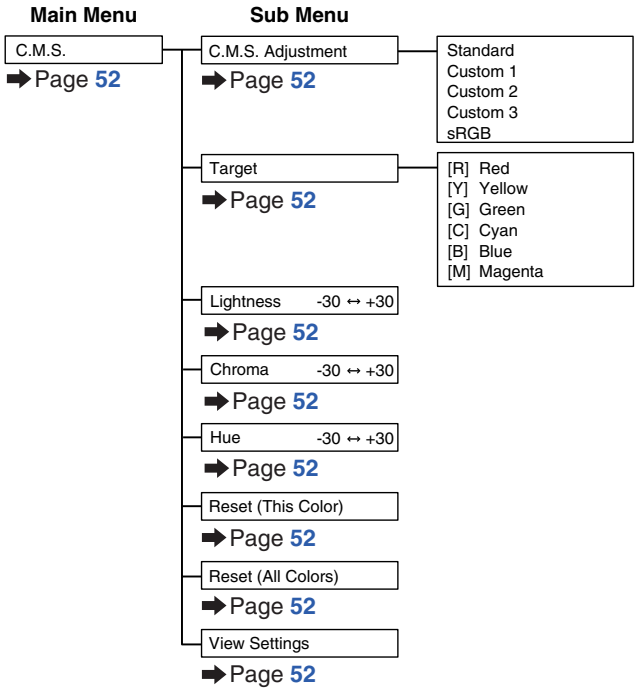 Main Menu
Sub Menu
C.M.S.
➡Page 52
C.M.S. Adjustment
➡Page 52
Standard
Custom 1
Custom 2
Custom 3
sRGB
Target
➡Page 52
[R] Red
[Y] Yellow
[G] Green
[C] Cyan
[B] Blue
[M] Magenta
Lightness -30 ↔ +30
➡Page 52
Chroma -30 ↔ +30
➡Page 52
Hue -30 ↔ +30
➡Page 52
Reset (This Color)
➡Page 52
Reset (All Colors)
➡Page 52
View Settings
➡Page 52